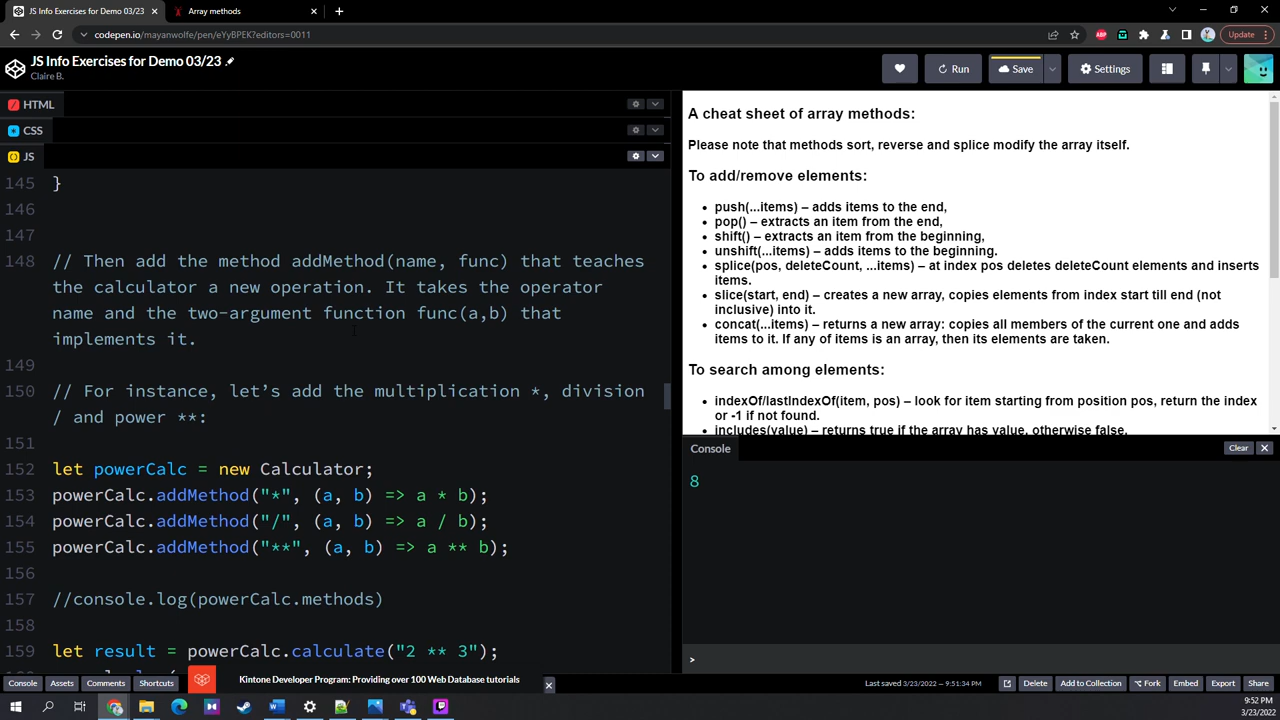 JS Info Exercises for Demo 03/23
Array methods
codepen.io/mayanwolfe/pen/eYyBPEK?editors=0011
ABP
Update
JS Info Exercises for Demo 03/23
Claire B.
Run
Save
Settings
HTML
CSS
JS
145 }
146
147
148 // Then add the method addMethod(name, func) that teaches
the calculator a new operation. It takes the operator
name and the two-argument function func(a,b) that
implements it.
149
150 // For instance, let’s add the multiplication *, division
/ and power **:
151
152 let powerCalc = new Calculator;
153 powerCalc.addMethod("*", (a, b) => a * b);
154 powerCalc.addMethod("/", (a, b) => a / b);
155 powerCalc.addMethod("**", (a, b) => a ** b);
156
157 //console.log(powerCalc.methods)
158
159 let result = powerCalc.calculate("2 ** 3");
A cheat sheet of array methods:
Please note that methods sort, reverse and splice modify the array itself.
To add/remove elements:
• push(...items) – adds items to the end,
• pop() – extracts an item from the end,
• shift() – extracts an item from the beginning,
• unshift(...items) – adds items to the beginning.
• splice(pos, deleteCount, ...items) – at index pos deletes deleteCount elements and inserts
items.
• slice(start, end) – creates a new array, copies elements from index start till end (not
inclusive) into it.
• concat(...items) – returns a new array: copies all members of the current one and adds
items to it. If any of items is an array, then its elements are taken.
To search among elements:
• indexOf/lastIndexOf(item, pos) – look for item starting from position pos, return the index
or -1 if not found.
• includes(value) – returns true if the array has value, otherwise false.
Console
Clear
8
>
Console Assets Comments Shortcuts
Kintone Developer Program: Providing over 100 Web Database tutorials
Last saved 3/23/2022 — 9:51:34 PM
Delete Add to Collection Fork Embed Export Share
9:52 PM
3/23/2022